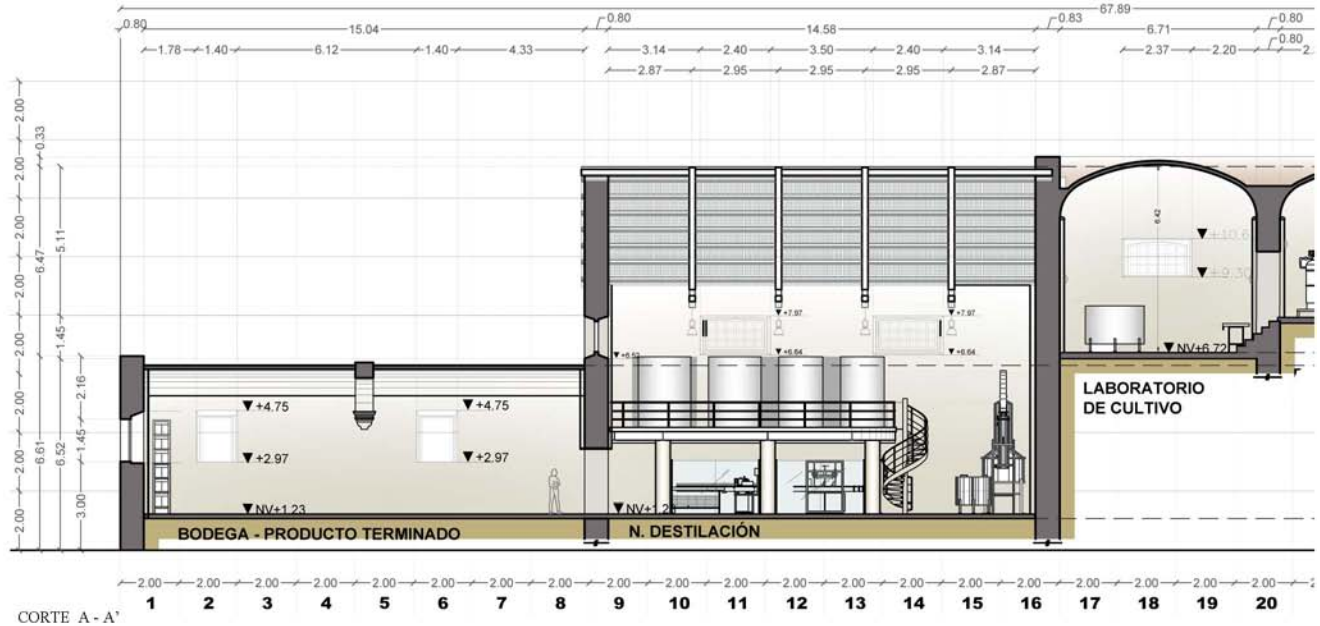 67.89
0.80 15.04 0.80 14.58 0.83 6.71 0.80
1.78 1.40 6.12 1.40 4.33 3.14 2.40 3.50 2.40 3.14 2.37 2.20 0.80
2.87 2.95 2.95 2.95 2.87
2.00 2.00 2.00 2.00 2.00 2.00 2.00 2.00
0.33 6.47 6.61
5.11 1.45 6.52
2.16 1.45 3.00
6.42
+10.6
+9.30
+7.97 +7.97
+6.52 +6.64 +6.64
NV+6.72
LABORATORIO
DE CULTIVO
+4.75 +4.75
+2.97 +2.97
NV+1.23 NV+1.2
BODEGA - PRODUCTO TERMINADO N. DESTILACIÓN
2.00 2.00 2.00 2.00 2.00 2.00 2.00 2.00 2.00 2.00 2.00 2.00 2.00 2.00 2.00 2.00 2.00 2.00 2.00 2.00
1 2 3 4 5 6 7 8 9 10 11 12 13 14 15 16 17 18 19 20
CORTE A - A'